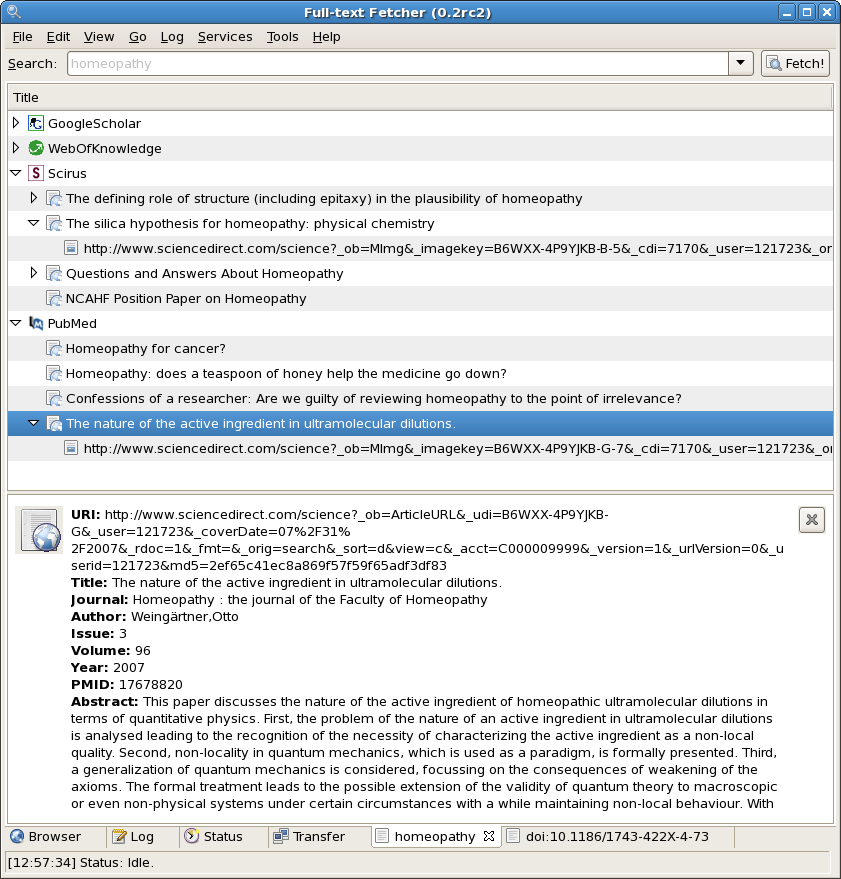 Full-text Fetcher (0.2rc2)
File Edit View Go Log Services Tools Help
Search: homeopathy Fetch!
Title
GoogleScholar
WebOfKnowledge
Scirus
The defining role of structure (including epitaxy) in the plausibility of homeopathy
The silica hypothesis for homeopathy: physical chemistry
http://www.sciencedirect.com/science?_ob=MImg&_imagekey=B6WXX-4P9YJKB-B-5&_cdi=7170&_user=121723&_or
Questions and Answers About Homeopathy
NCAHF Position Paper on Homeopathy
PubMed
Homeopathy for cancer?
Homeopathy: does a teaspoon of honey help the medicine go down?
Confessions of a researcher: Are we guilty of reviewing homeopathy to the point of irrelevance?
The nature of the active ingredient in ultramolecular dilutions.
http://www.sciencedirect.com/science?_ob=MImg&_imagekey=B6WXX-4P9YJKB-G-7&_cdi=7170&_user=121723&_or
URI: http://www.sciencedirect.com/science?_ob=ArticleURL&_udi=B6WXX-4P9YJKB-
G&_user=121723&_coverDate=07%2F31%
2F2007&_rdoc=1&_fmt=&_orig=search&_sort=d&view=c&_acct=C000009999&_version=1&_urlVersion=0&_u
serid=121723&md5=2ef65c41ec8a869f57f59f65adf3df83
Title: The nature of the active ingredient in ultramolecular dilutions.
Journal: Homeopathy : the journal of the Faculty of Homeopathy
Author: Weingärtner,Otto
Issue: 3
Volume: 96
Year: 2007
PMID: 17678820
Abstract: This paper discusses the nature of the active ingredient of homeopathic ultramolecular dilutions in
terms of quantitative physics. First, the problem of the nature of an active ingredient in ultramolecular dilutions
is analysed leading to the recognition of the necessity of characterizing the active ingredient as a non-local
quality. Second, non-locality in quantum mechanics, which is used as a paradigm, is formally presented. Third,
a generalization of quantum mechanics is considered, focussing on the consequences of weakening of the
axioms. The formal treatment leads to the possible extension of the validity of quantum theory to macroscopic
or even non-physical systems under certain circumstances with a while maintaining non-local behaviour. With
Browser Log Status Transfer homeopathy doi:10.1186/1743-422X-4-73
[12:57:34] Status: Idle.